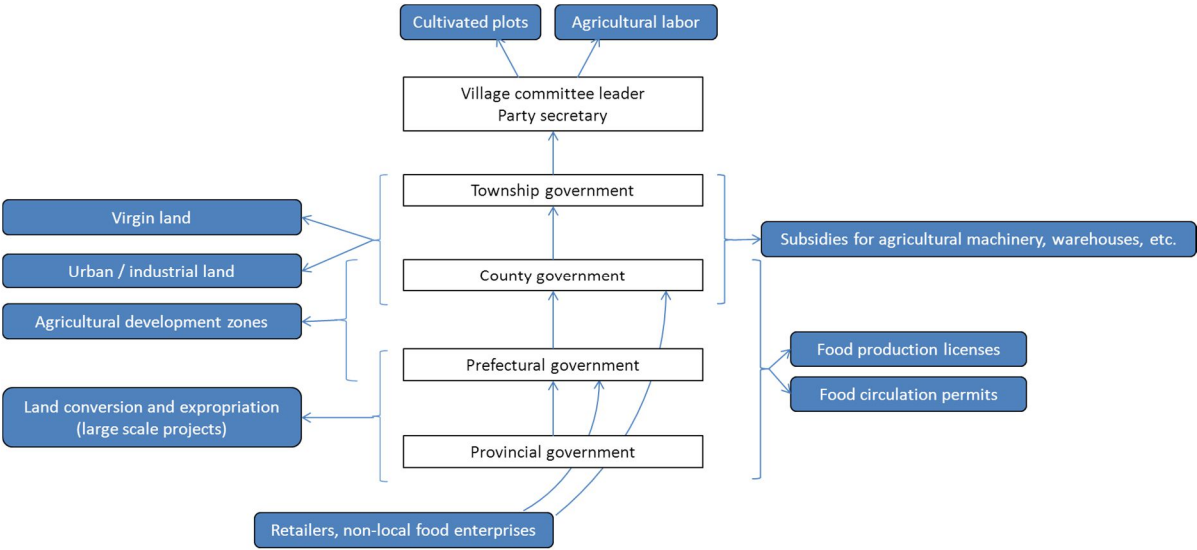 Cultivated plots
Agricultural labor
Village committee leader
Party secretary
Township government
Virgin land
Subsidies for agricultural machinery, warehouses, etc.
Urban / industrial land
County government
Agricultural development zones
Food production licenses
Prefectural government
Food circulation permits
Land conversion and expropriation
(large scale projects)
Provincial government
Retailers, non-local food enterprises